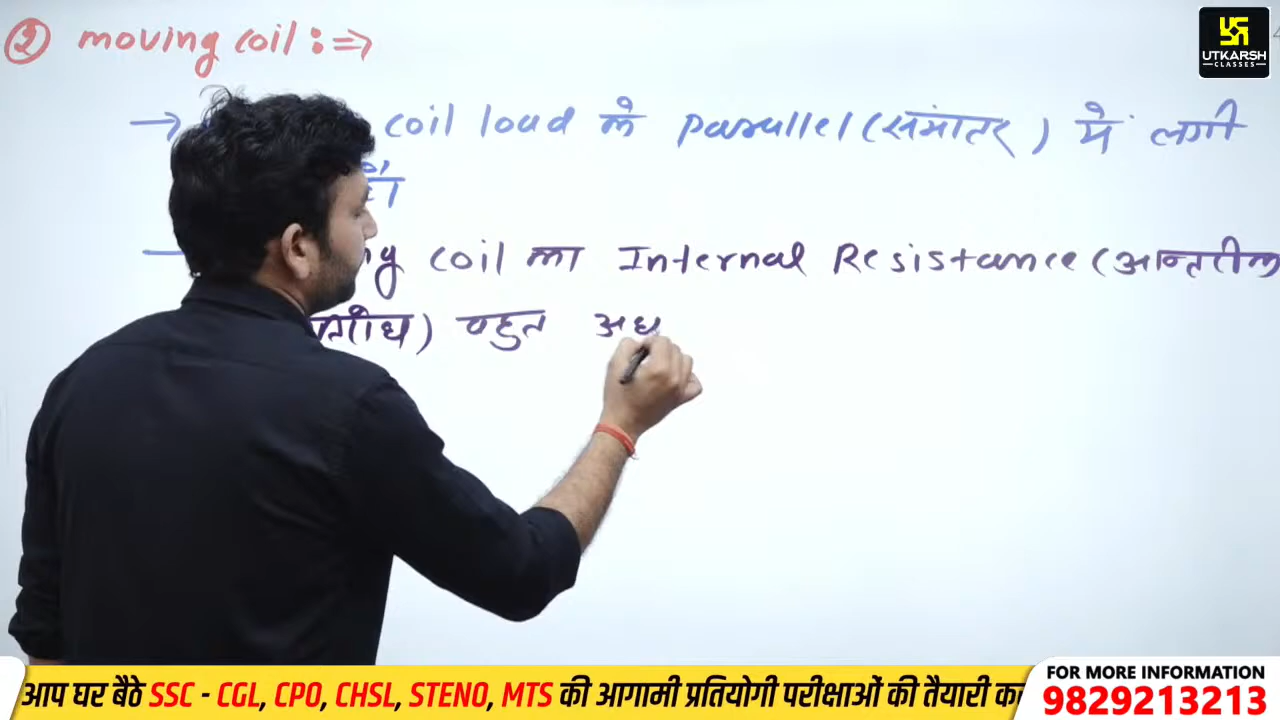 ② moving coil :⇒
UTKARSH
CLASSES
→ coil load के parallel (समांतर) में लगी
Internal Resistance (आन्तरीक
coil का
बहुत अध
आप घर बैठे SSC - CGL, CPO, CHSL, STENO, MTS की आगामी प्रतियोगी परीक्षाओं की तैयारी कर
FOR MORE INFORMATION
9829213213